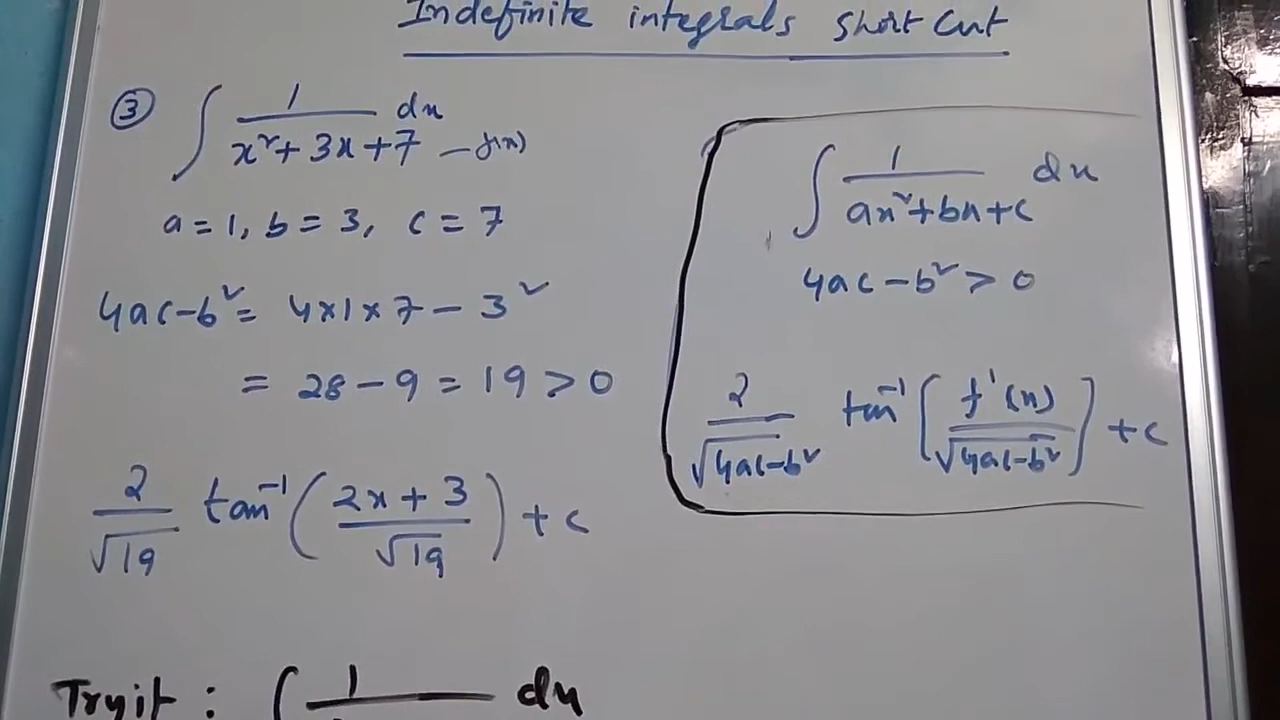 Indefinite integrals Short Cut
③ ∫ 1/(x²+3x+7) dx – f(x)
a = 1, b = 3, c = 7
4ac–b² = 4×1×7 – 3²
= 28 – 9 = 19 > 0
2/√19 tan⁻¹ ( (2x + 3)/√19 ) + c
∫ 1/(ax²+bx+c) dx
4ac – b² > 0
2/√4ac–b² tan⁻¹ [ f'(x)/√4ac–b² ] + c
Try it : ∫ 1/ dx